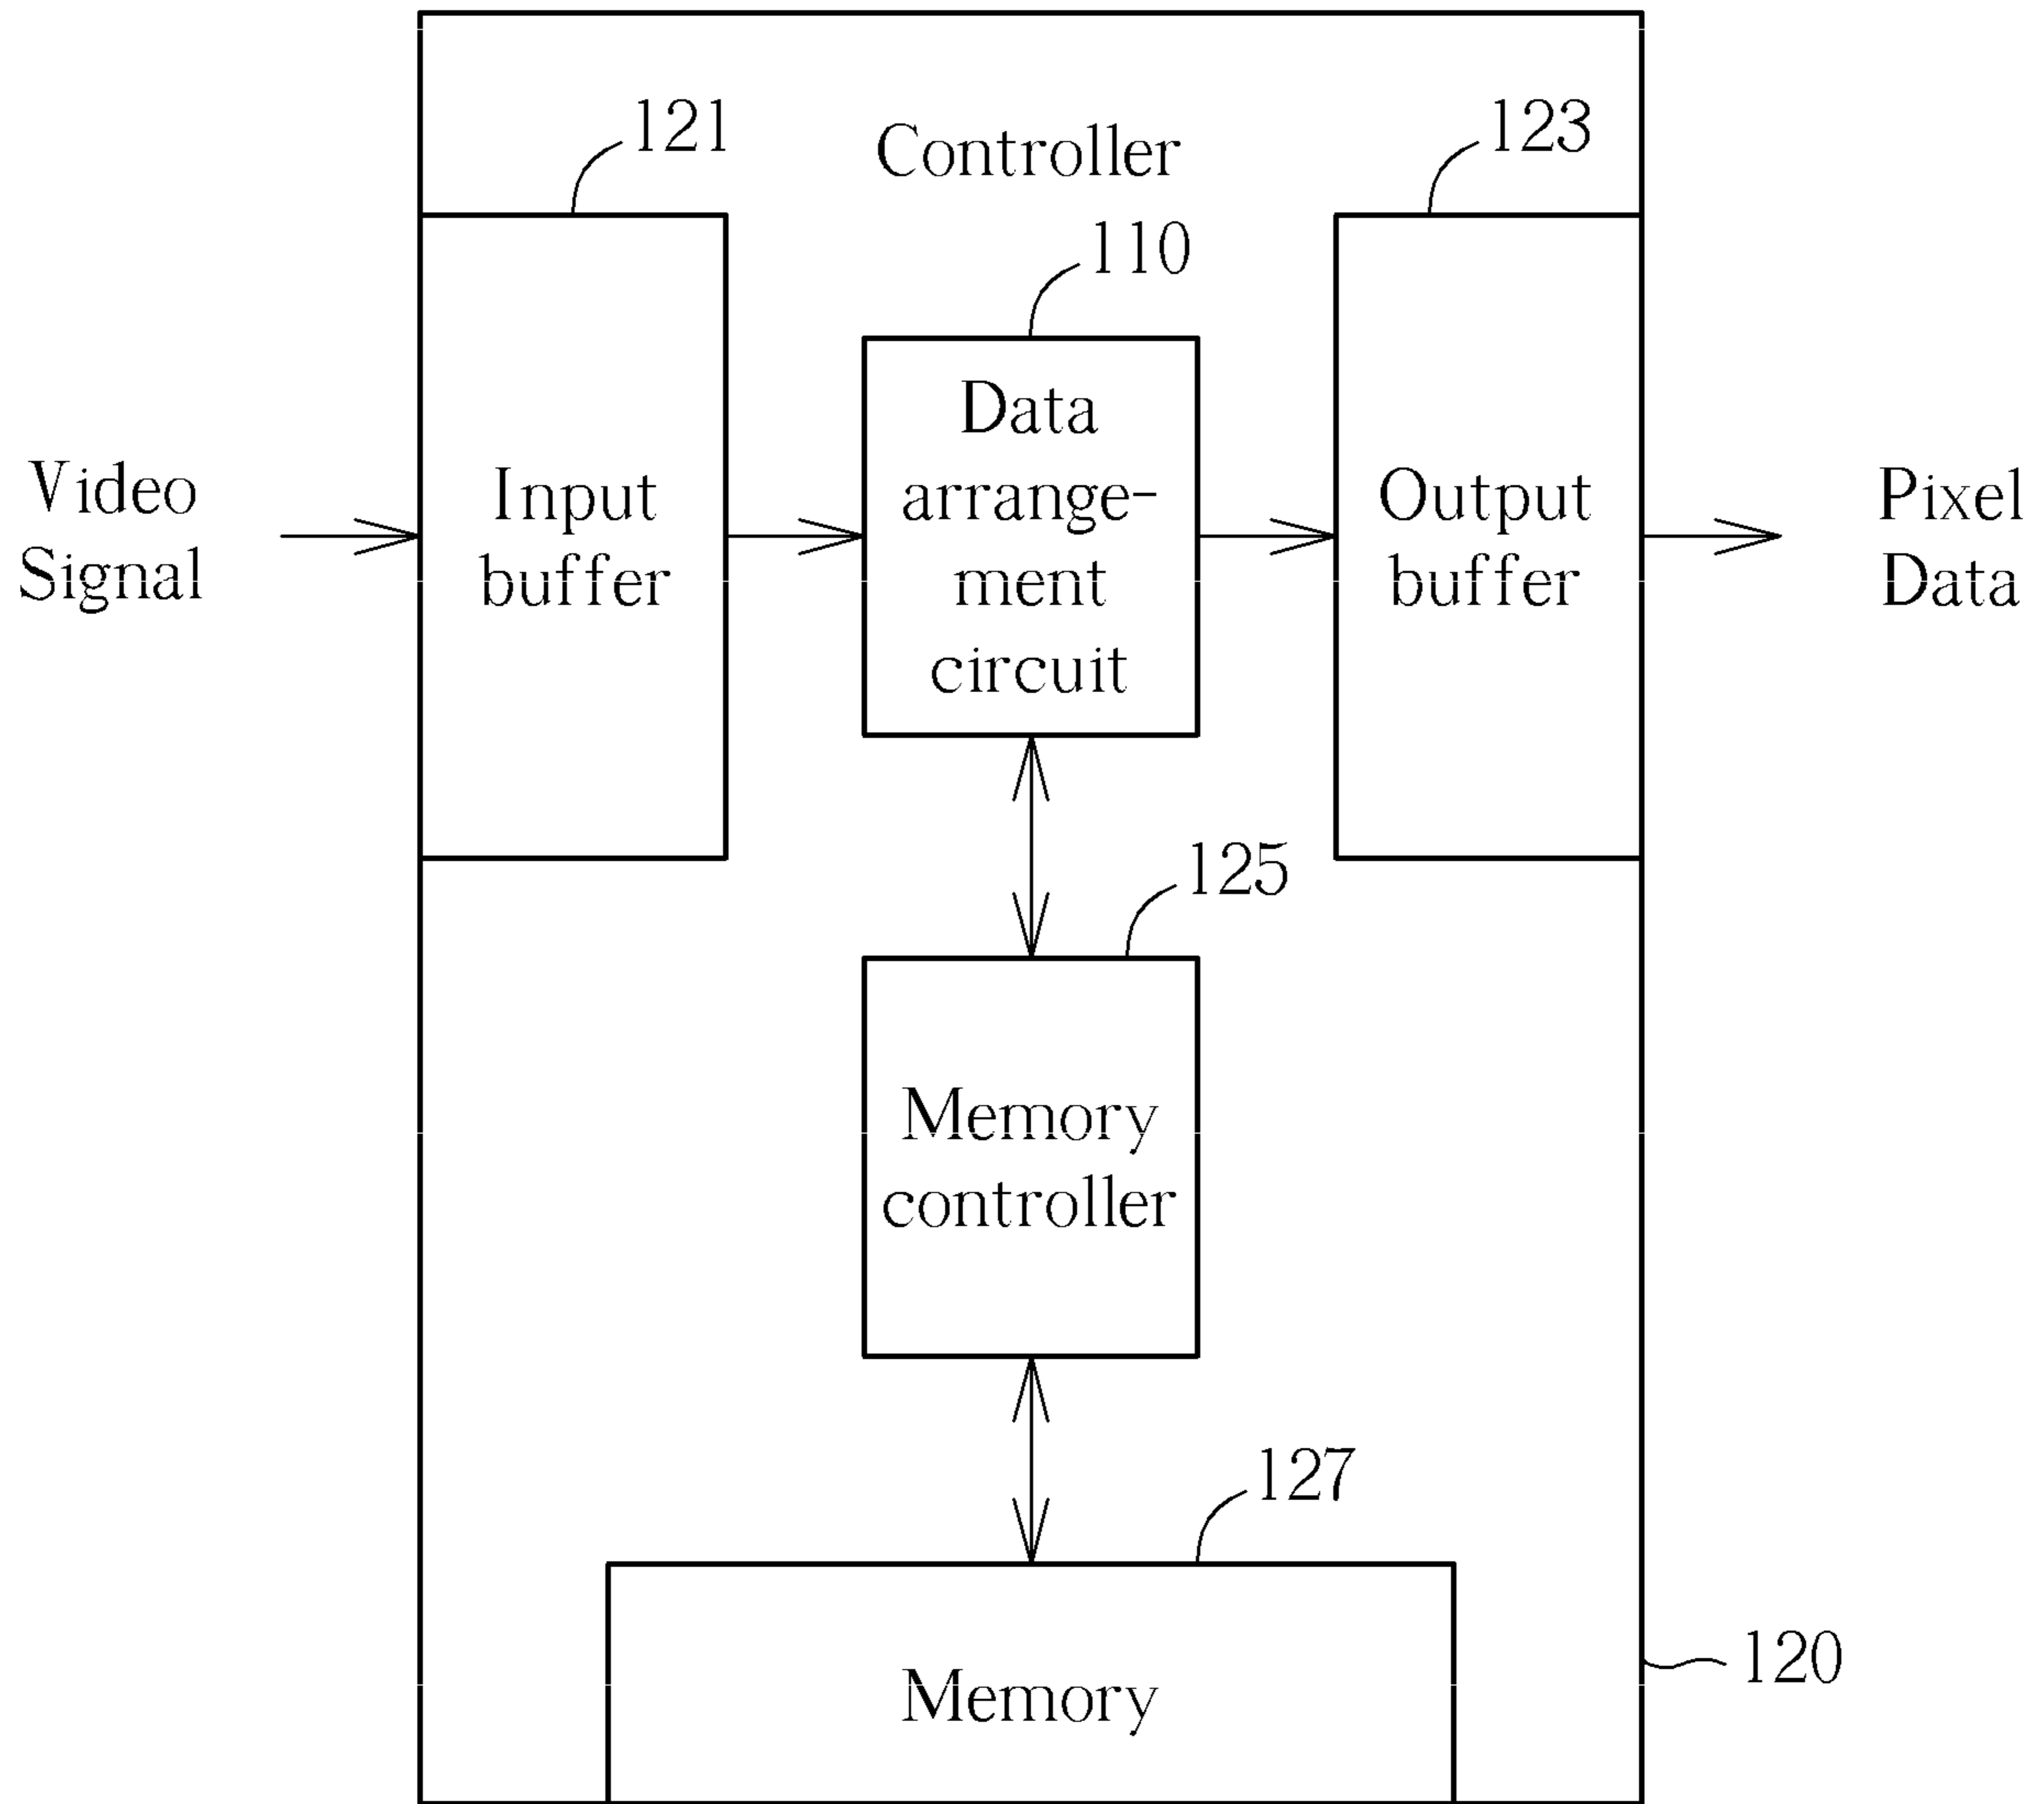 121
Controller
123
110
Video
Signal
Input
buffer
Data
arrange-
ment
circuit
Output
buffer
Pixel
Data
125
Memory
controller
127
120
Memory